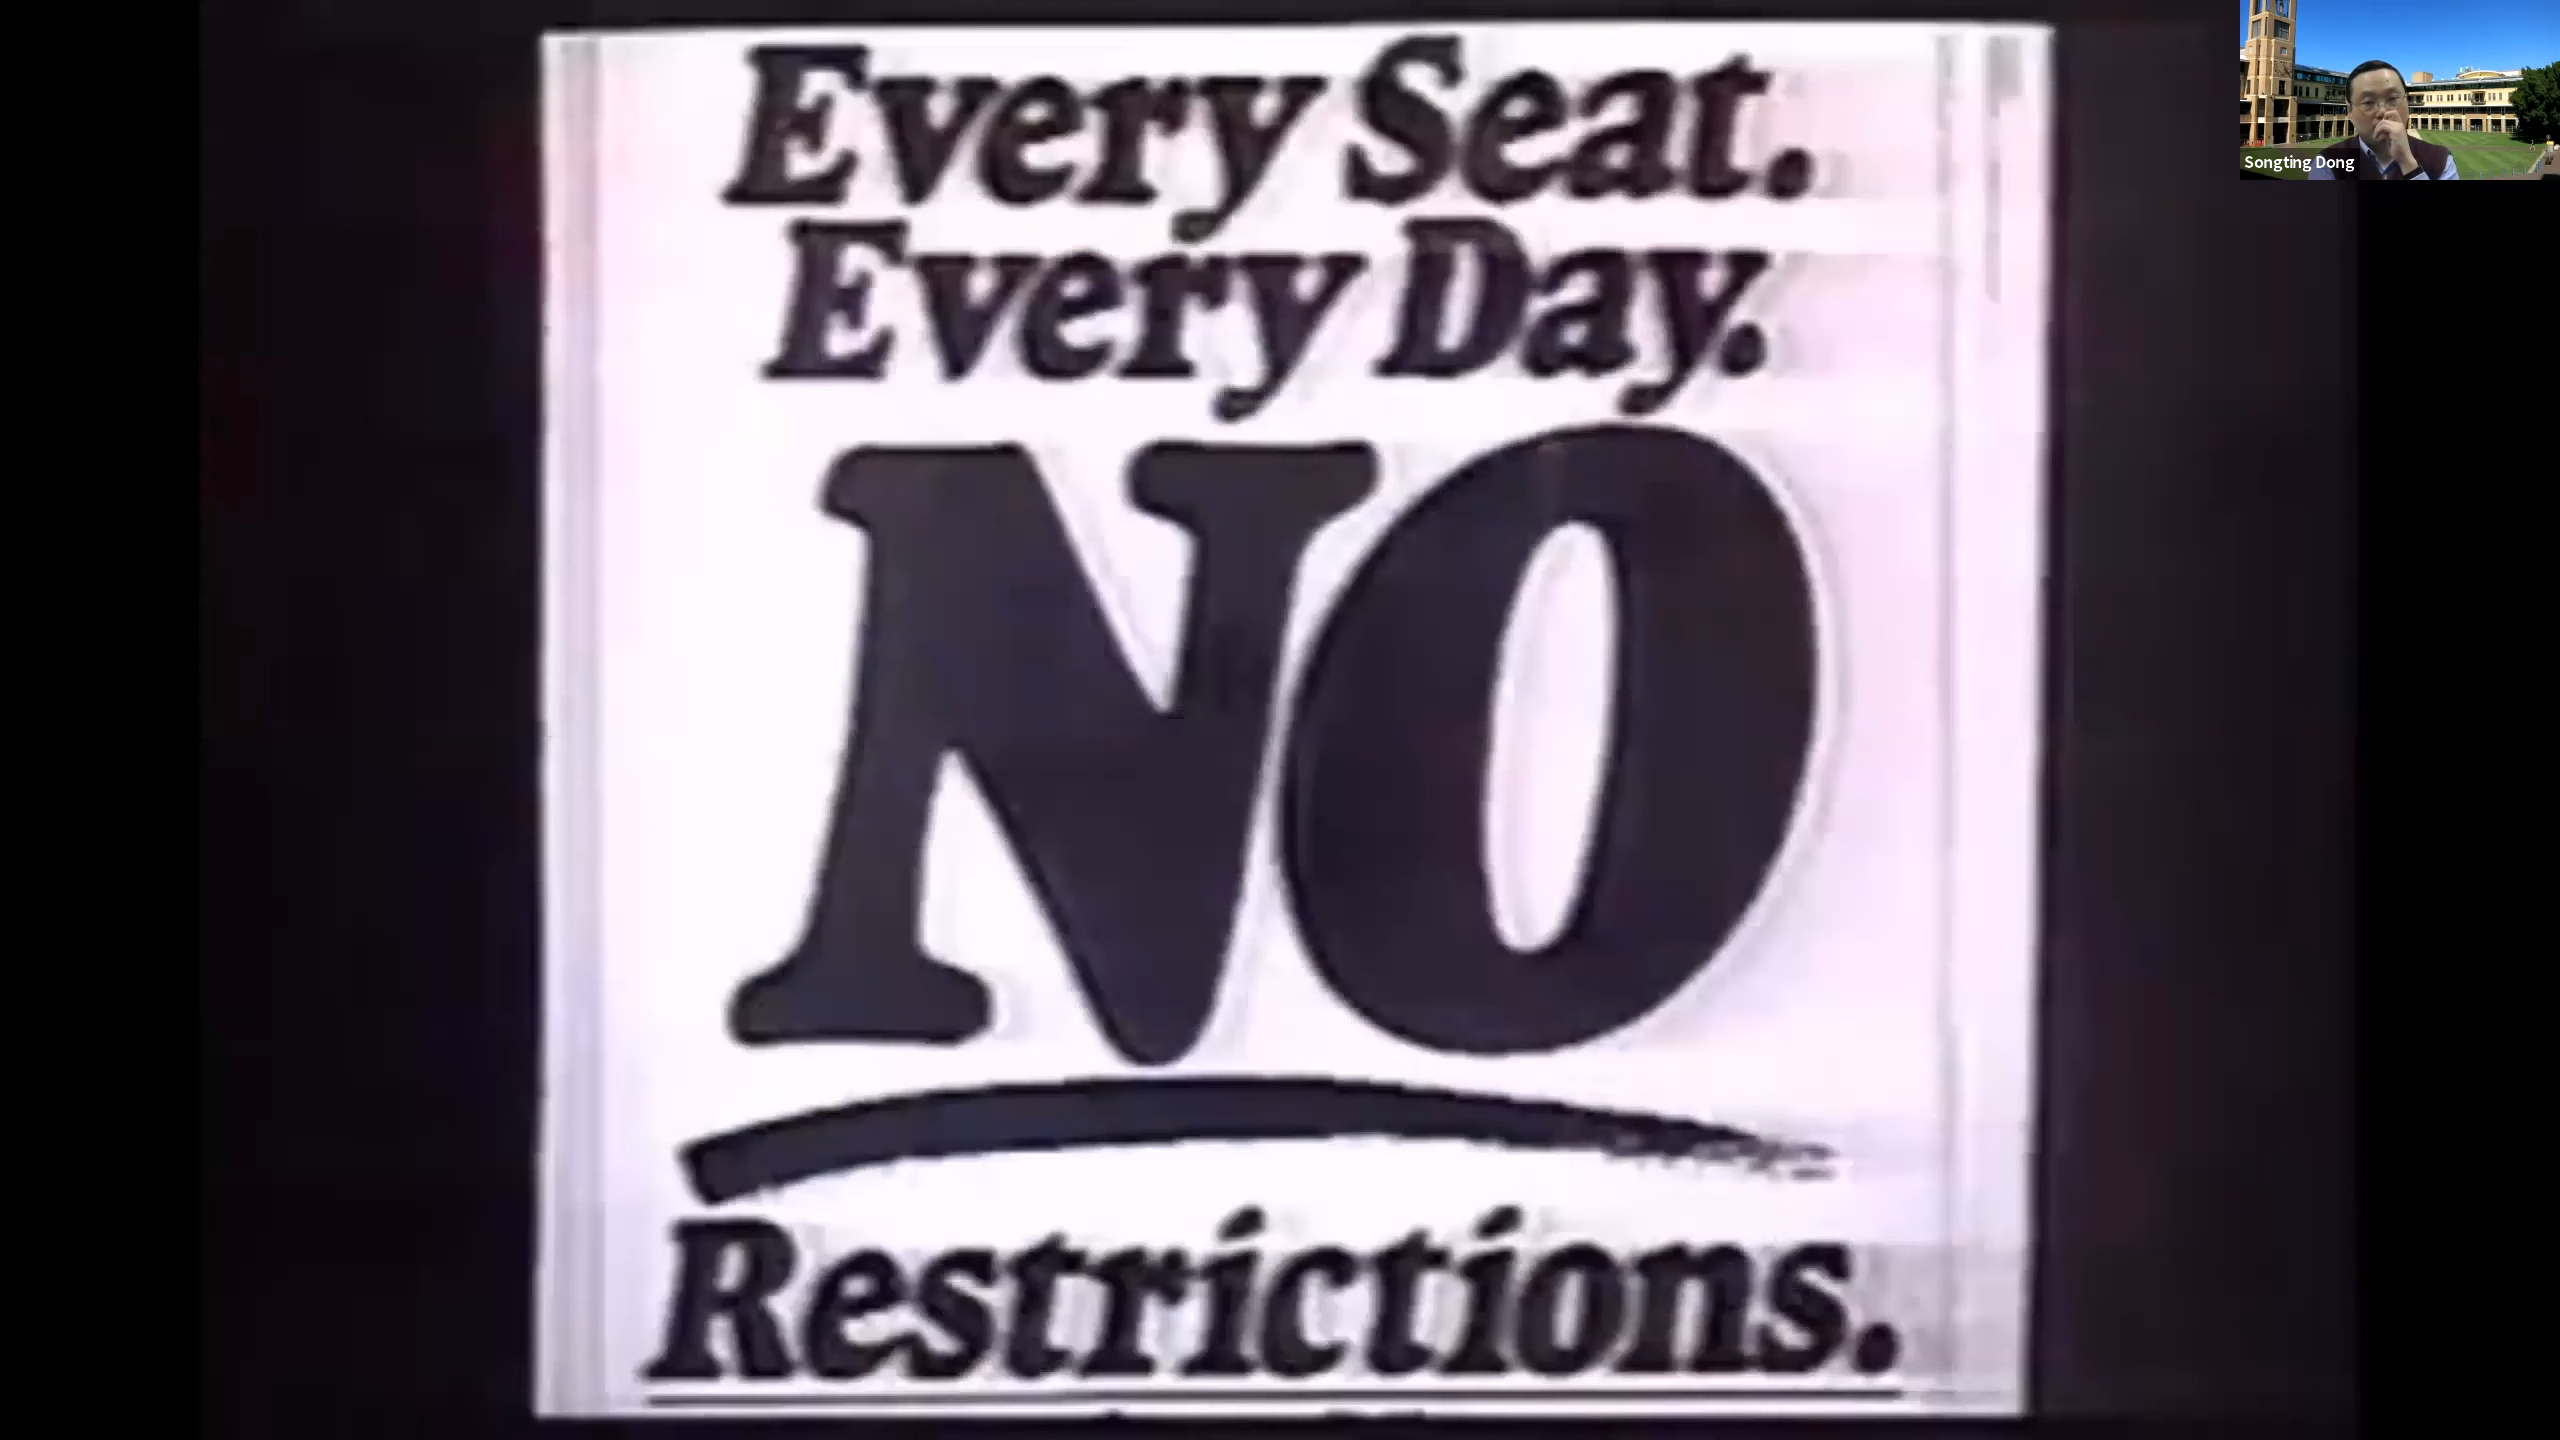 Every Seat.
Every Day.
NO
Restrictions.
Songting Dong